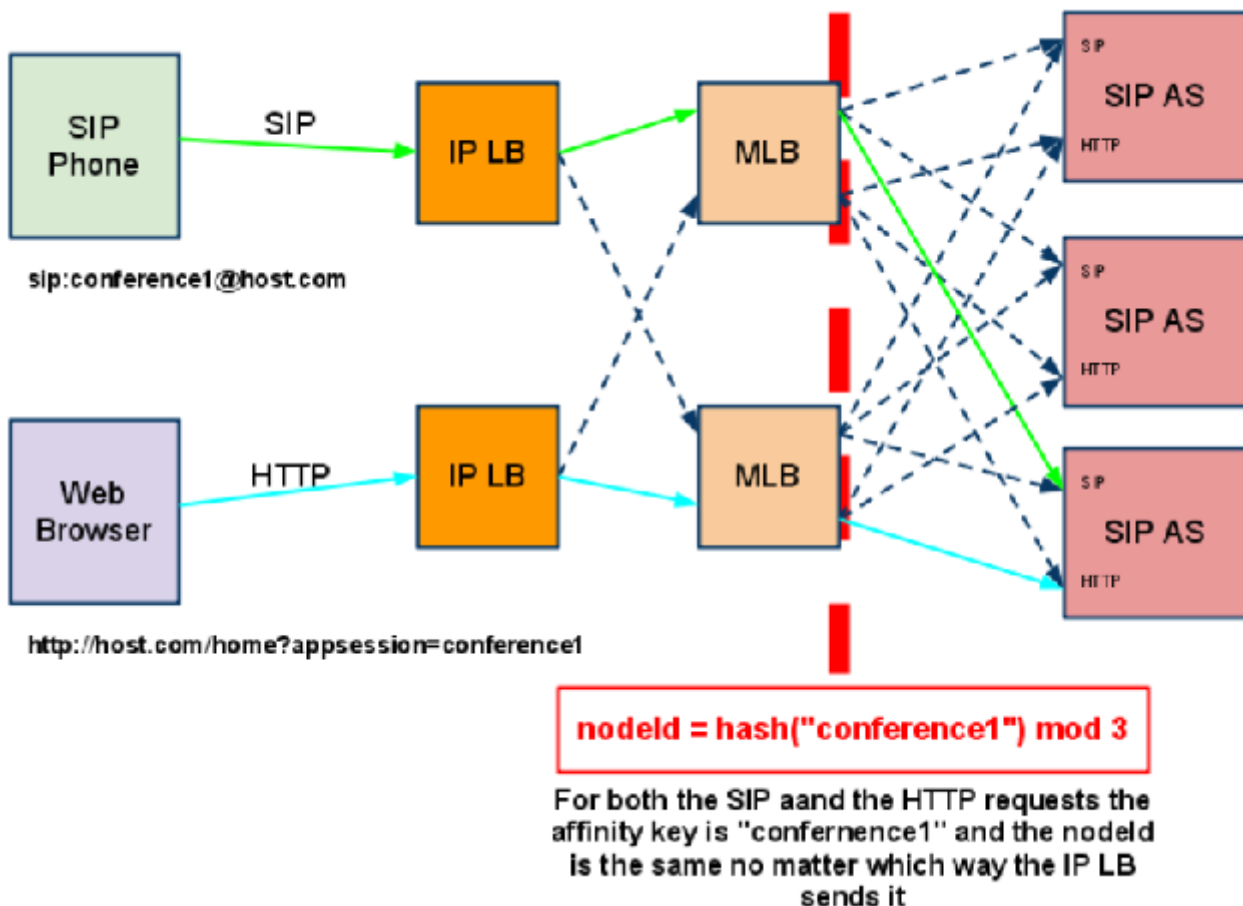 SIP
Phone
SIP
IP LB
MLB
SIP
SIP AS
HTTP
sip:conference1@host.com
SIP
SIP AS
HTTP
Web
Browser
HTTP
IP LB
MLB
SIP
SIP AS
HTTP
http://host.com/home?appsession=conference1
nodeId = hash("conference1") mod 3
For both the SIP aand the HTTP requests the
affinity key is "confernence1" and the nodeId
is the same no matter which way the IP LB
sends it